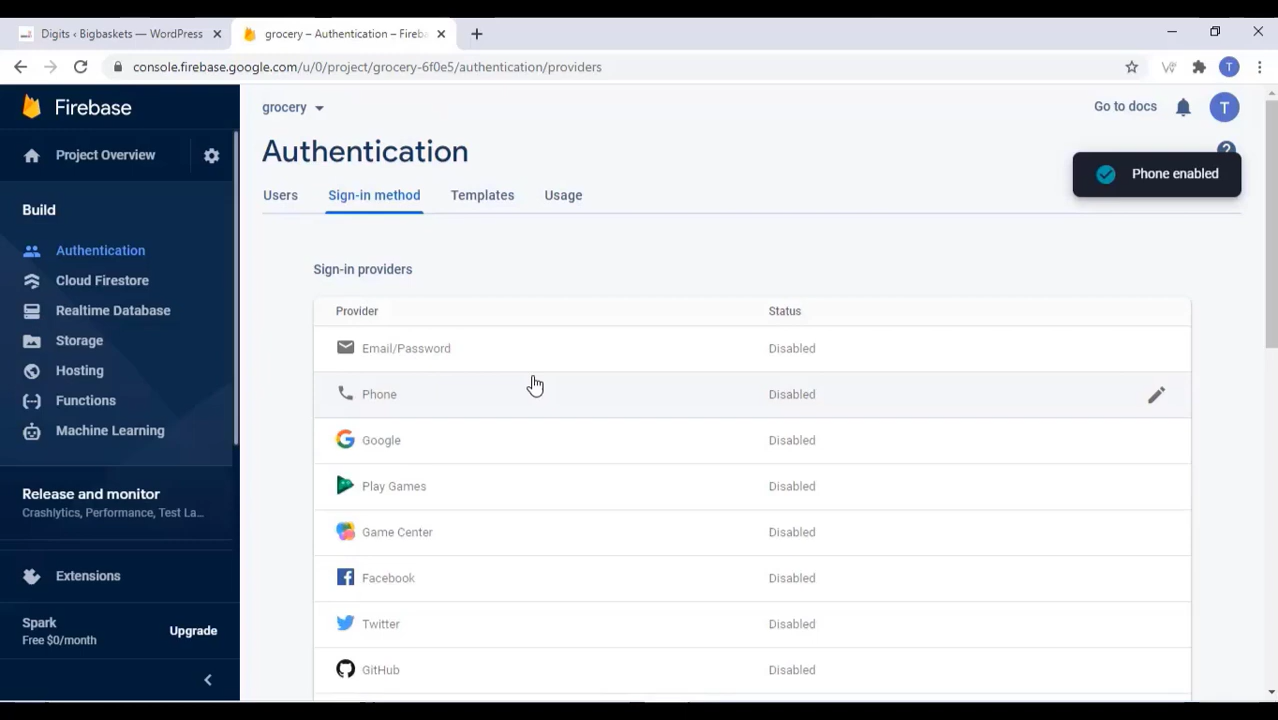 Digits ‹ Bigbaskets — WordPress
grocery – Authentication – Fireb
console.firebase.google.com/u/0/project/grocery-6f0e5/authentication/providers
T
Firebase
grocery
Go to docs
T
Project Overview
Authentication
?
Phone enabled
Users
Sign-in method
Templates
Usage
Build
Authentication
Cloud Firestore
Realtime Database
Storage
Hosting
Functions
Machine Learning
Release and monitor
Crashlytics, Performance, Test La...
Extensions
Spark
Free $0/month
Upgrade
Sign-in providers
Provider Status
Email/Password Disabled
Phone Disabled
Google Disabled
Play Games Disabled
Game Center Disabled
Facebook Disabled
Twitter Disabled
GitHub Disabled